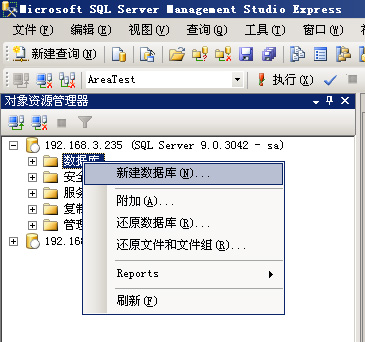 Microsoft SQL Server Management Studio Express
文件(F) 编辑(E) 视图(V) 查询(Q) 工具(T) 窗口(W)
新建查询(N)
AreaTest 执行(X)
对象资源管理器
192.168.3.235 (SQL Server 9.0.3042 - sa)
数据库
新建数据库(N)...
安全
附加(A)...
服务
还原数据库(R)...
复制
还原文件和文件组(R)...
管理
192.16
Reports
刷新(F)